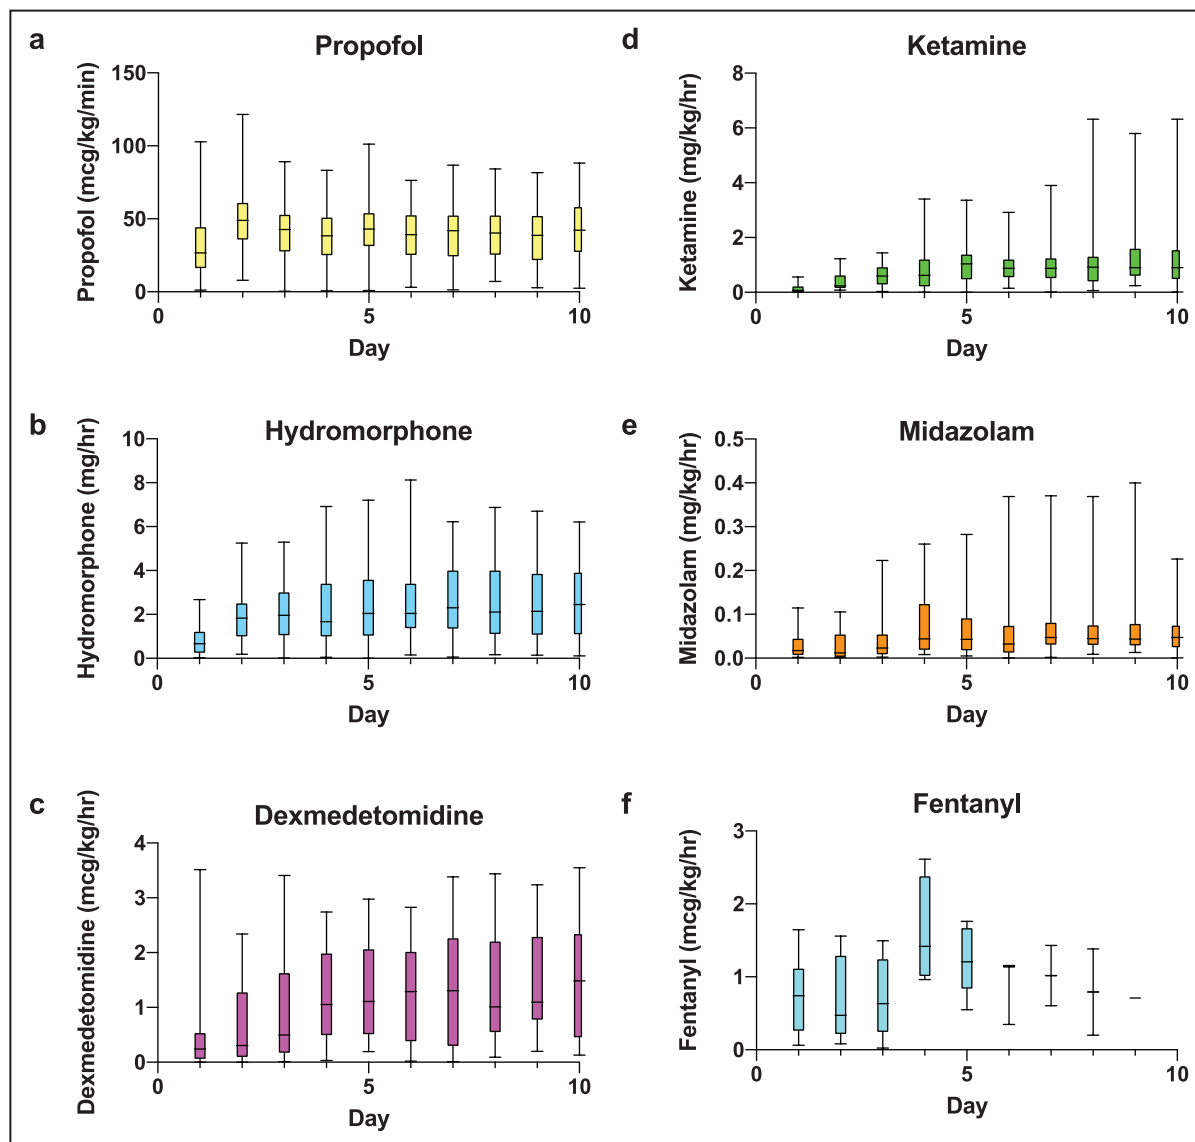 a
Propofol
Propofol (mcg/kg/min)
150
100
50
0
0
5
10
Day
b
Hydromorphone
Hydromorphone (mg/hr)
10
8
6
4
2
0
0
5
10
Day
c
Dexmedetomidine
Dexmedetomidine (mcg/kg/hr)
4
3
2
1
0
0
5
10
Day
d
Ketamine
Ketamine (mg/kg/hr)
8
6
4
2
0
0
5
10
Day
e
Midazolam
Midazolam (mg/kg/hr)
0.5
0.4
0.3
0.2
0.1
0.0
0
5
10
Day
f
Fentanyl
Fentanyl (mcg/kg/hr)
3
2
1
0
0
5
10
Day